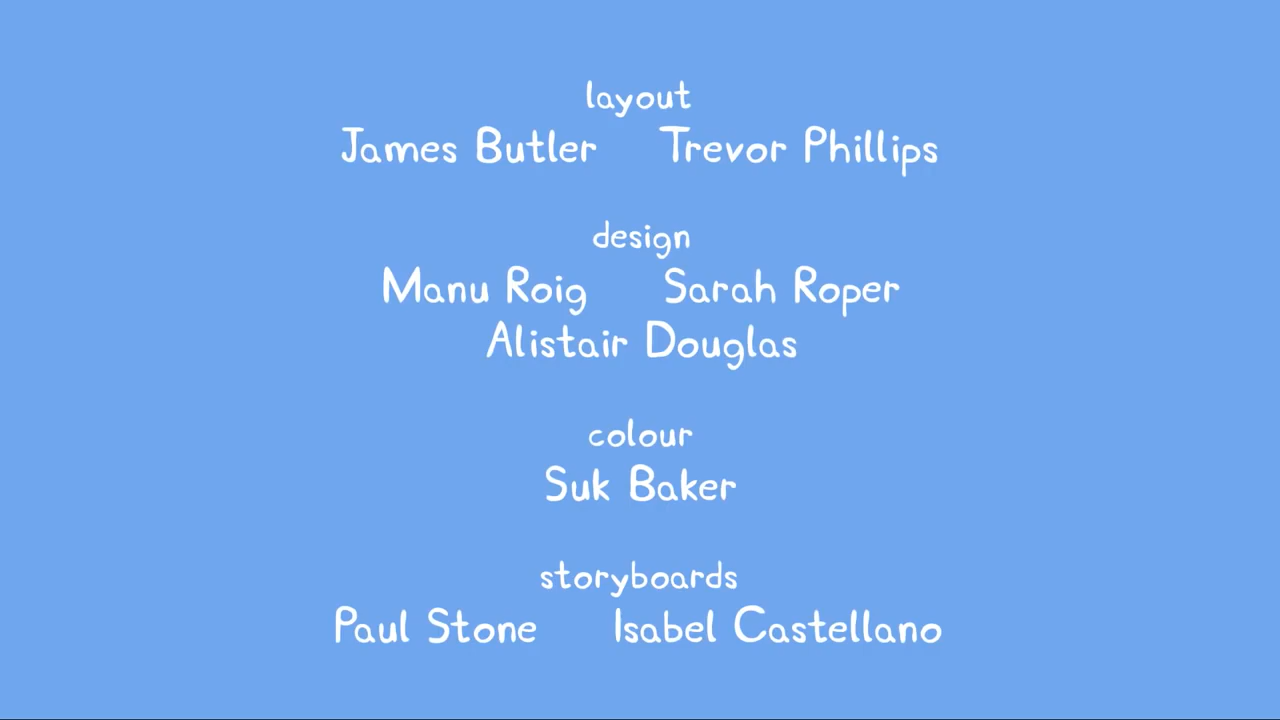 layout
James Butler Trevor Phillips
design
Manu Roig Sarah Roper
Alistair Douglas
colour
Suk Baker
storyboards
Paul Stone Isabel Castellano